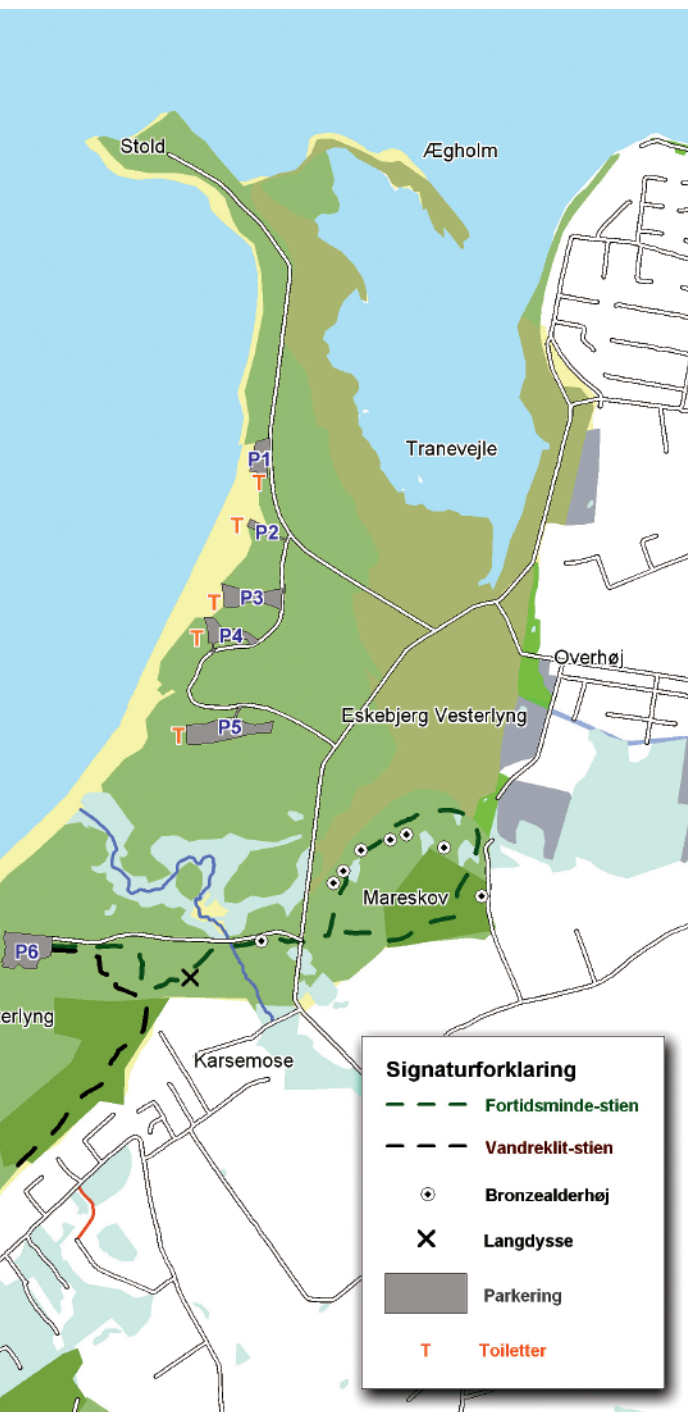 Stold
Ægholm
Tranevejle
P1
T
T
P2
T
P3
T
P4
Overhøj
Eskebjerg Vesterlyng
T
P5
Mareskov
P6
terlyng
Karsemose
Signaturforklaring
Fortidsminde-stien
Vandreklit-stien
Bronzealderhøj
Langdysse
Parkering
T Toiletter